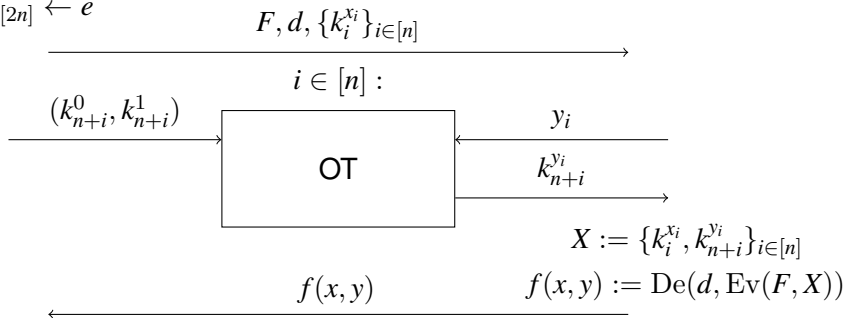 [2n] ← e
F, d, {k_i^{x_i}}_{i∈[n]}
i ∈ [n] :
(k_{n+i}^0, k_{n+i}^1)
y_i
OT
k_{n+i}^{y_i}
X := {k_i^{x_i}, k_{n+i}^{y_i}}_{i∈[n]}
f(x, y)
f(x, y) := De(d, Ev(F, X))